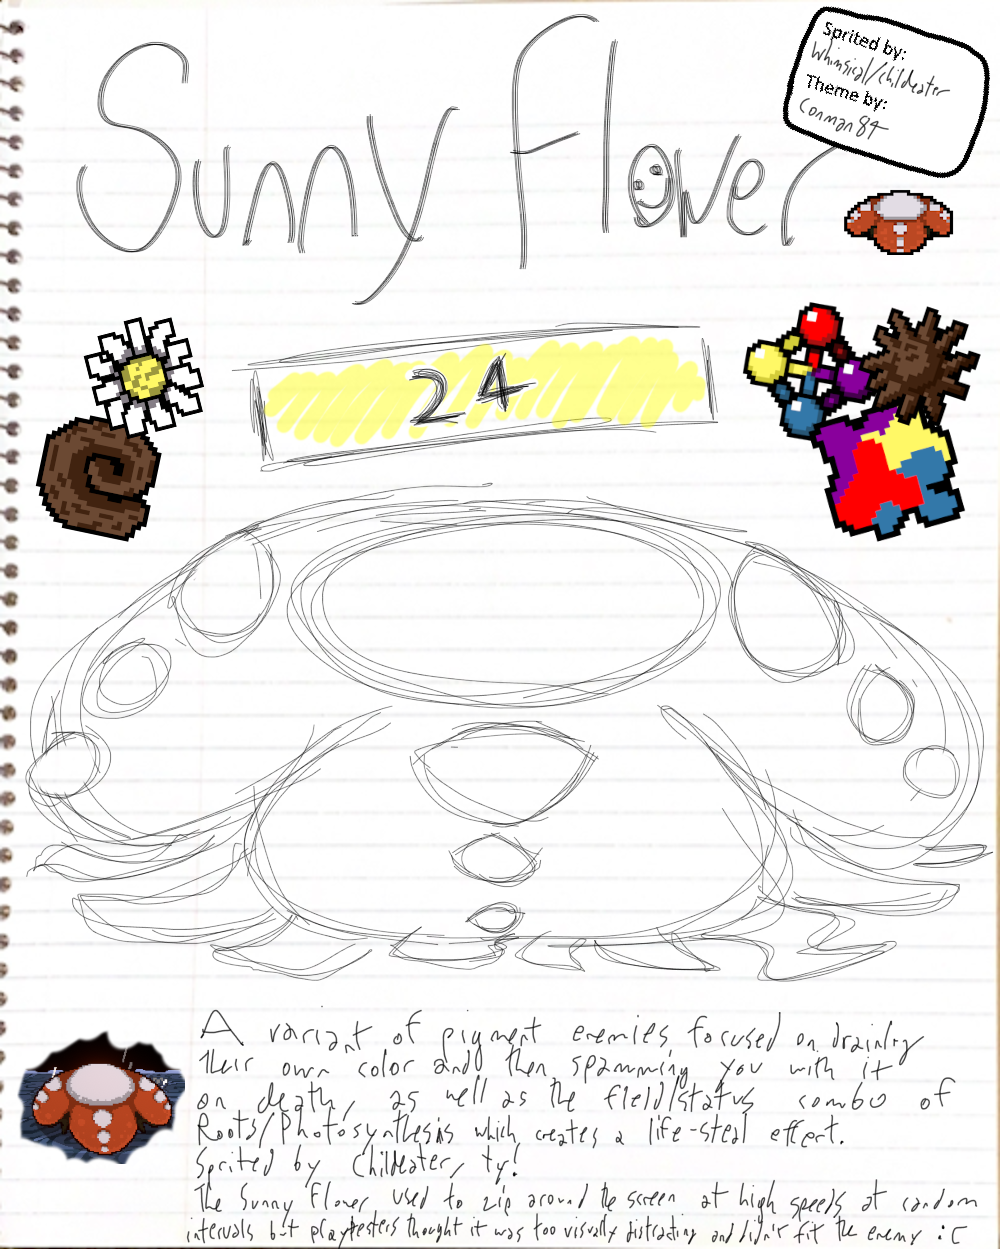 Sunny Flower
Sprited by:
Whimsical/Childeater
Theme by:
Conman84
24
A variant of pigment enemies focused on draining
their own color and then spamming you with it
on death, as well as the field/status combo of
Roots/Photosynthesis which creates a life-steal effect.
Sprited by Childeater, ty!
The Sunny Flower used to zip around the screen at high speeds at random
intervals but playtesters thought it was too visually distracting and didn't fit the enemy :C